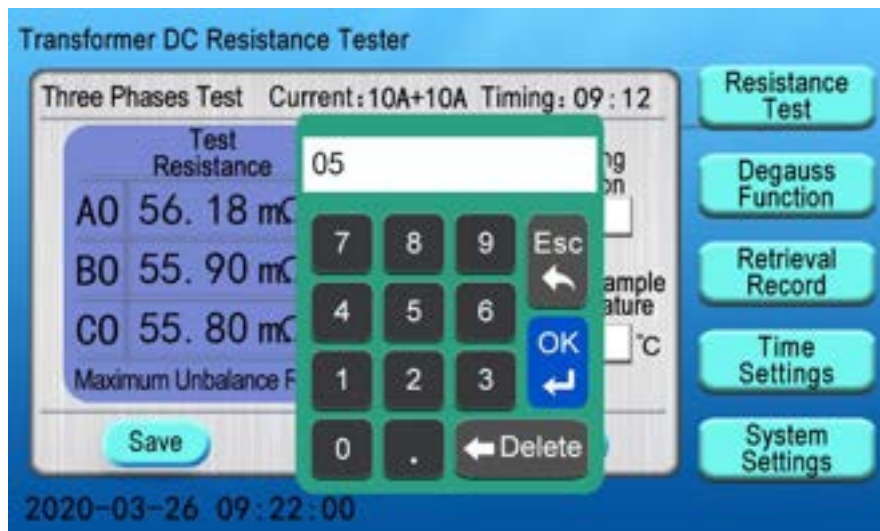 Transformer DC Resistance Tester
Three Phases Test Current:10A+10A Timing:09:12
Test
Resistance
A0 56.18 mΩ
B0 55.90 mΩ
C0 55.80 mΩ
Maximum Unbalance
°C
Save
05
7 8 9 Esc
4 5 6
OK
1 2 3
0 . Delete
Resistance
Test
Degauss
Function
Retrieval
Record
Time
Settings
System
Settings
2020-03-26 09:22:00